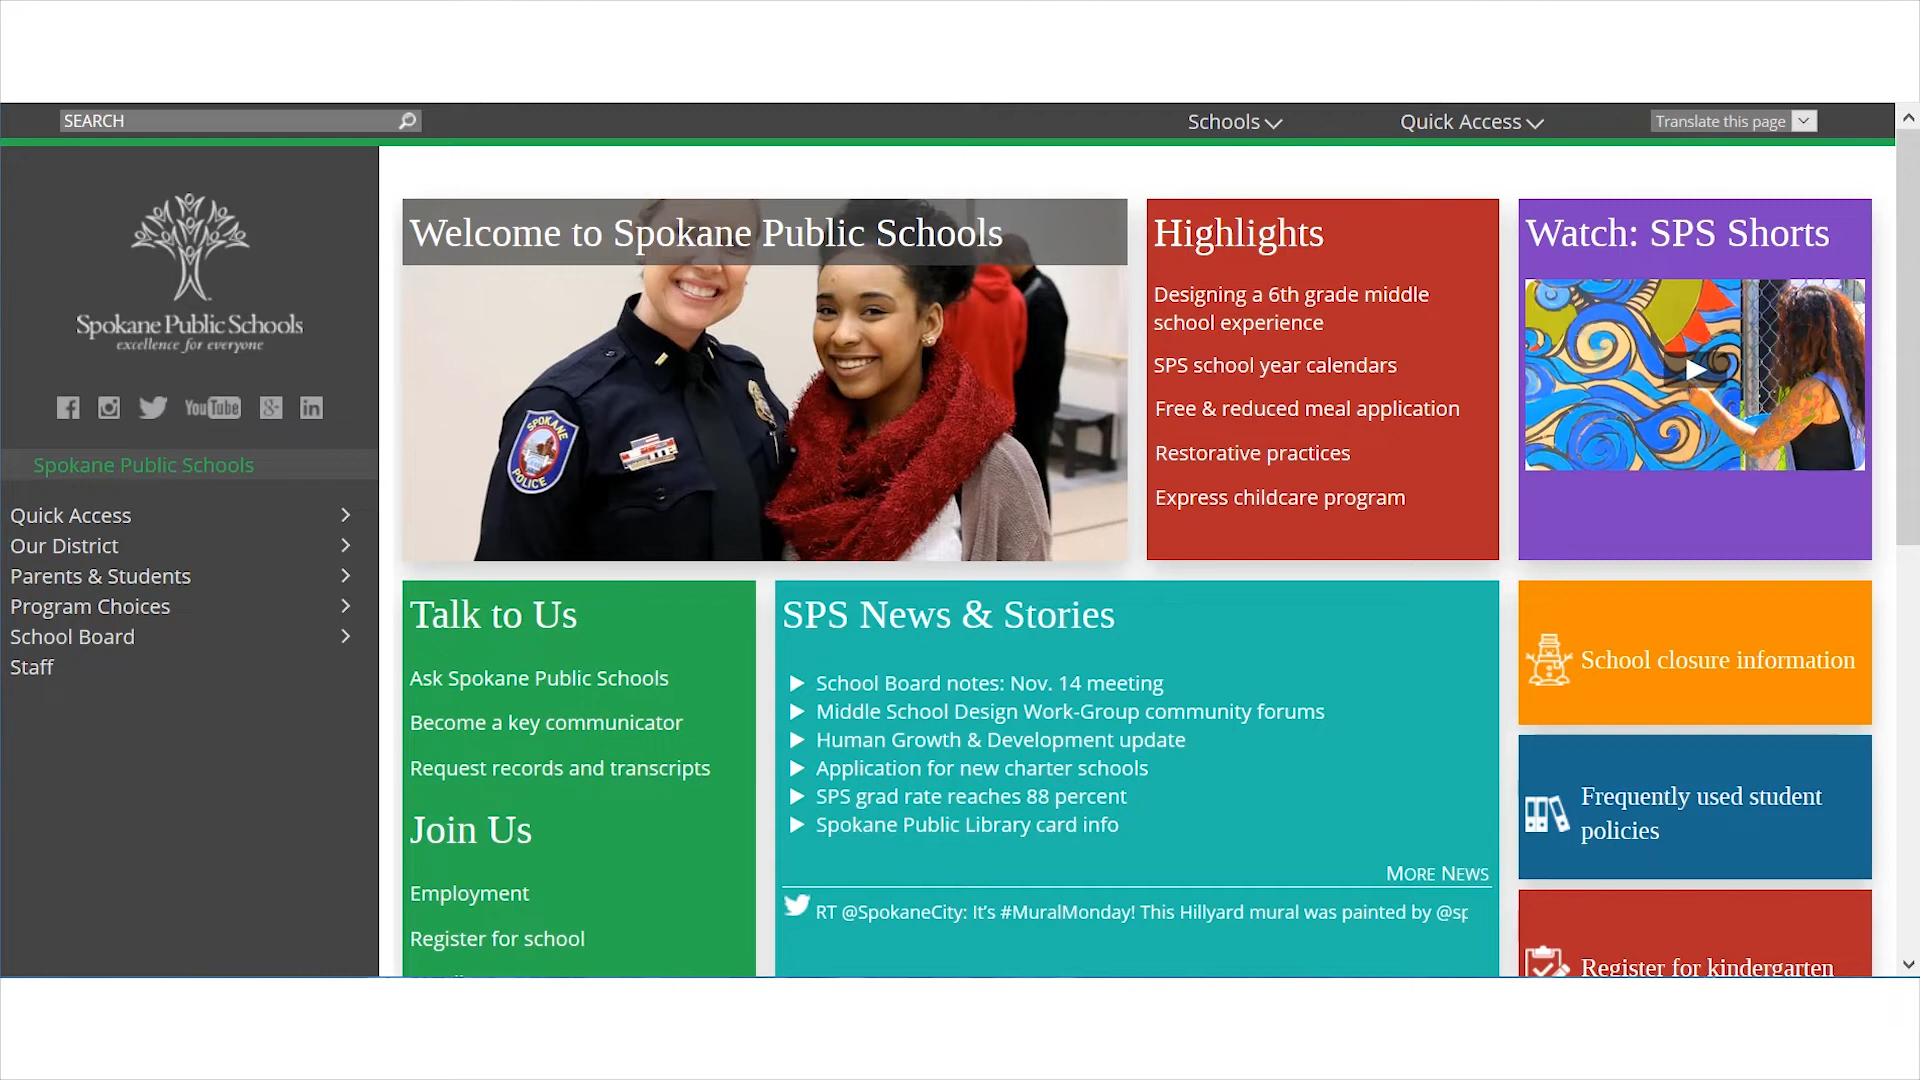 SEARCH
Schools
Quick Access
Translate this page
Spokane Public Schools
excellence for everyone
YouTube
Spokane Public Schools
Quick Access
Our District
Parents & Students
Program Choices
School Board
Staff
Welcome to Spokane Public Schools
SPOKANE
POLICE
Highlights
Designing a 6th grade middle
school experience
SPS school year calendars
Free & reduced meal application
Restorative practices
Express childcare program
Watch: SPS Shorts
Talk to Us
Ask Spokane Public Schools
Become a key communicator
Request records and transcripts
Join Us
Employment
Register for school
SPS News & Stories
School Board notes: Nov. 14 meeting
Middle School Design Work-Group community forums
Human Growth & Development update
Application for new charter schools
SPS grad rate reaches 88 percent
Spokane Public Library card info
MORE NEWS
RT @SpokaneCity: It's #MuralMonday! This Hillyard mural was painted by @sp
School closure information
Frequently used student
policies
Register for kindergarten